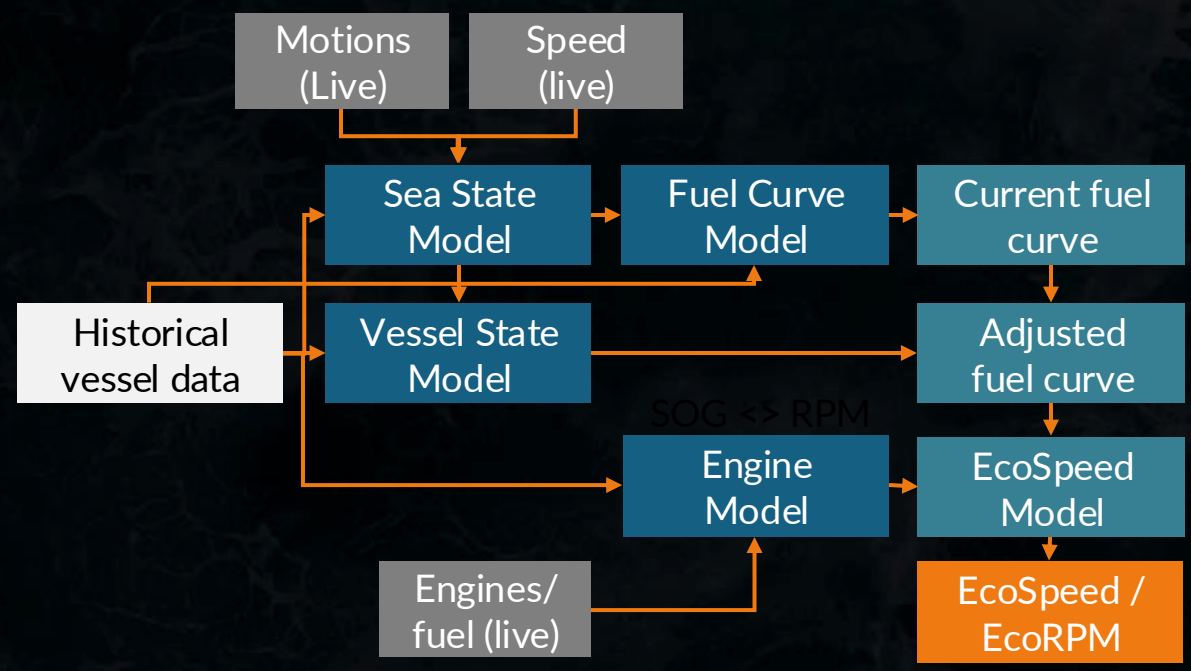 Motions
(Live)
Speed
(live)
Sea State
Model
Fuel Curve
Model
Current fuel
curve
Historical
vessel data
Vessel State
Model
Adjusted
fuel curve
SOG <> RPM
Engine
Model
EcoSpeed
Model
Engines/
fuel (live)
EcoSpeed /
EcoRPM